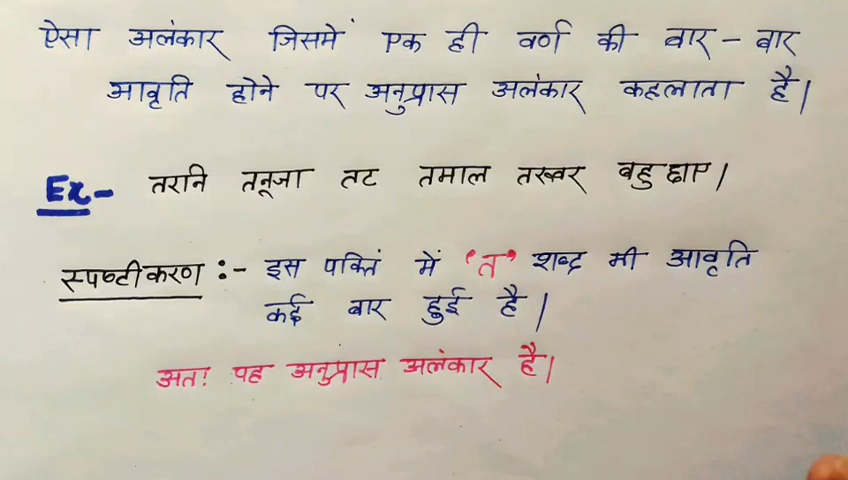 ऐसा अलंकार जिसमें एक ही वर्ण की बार - बार
आवृति होने पर अनुप्रास अलंकार कहलाता है।
Ex- तरनि तनूजा तट तमाल तरुवर बहु छाए।
स्पष्टीकरण :- इस पक्तिं में 'त' शब्द की आवृति
कई बार हुई है।
अतः यह अनुप्रास अलंकार है।